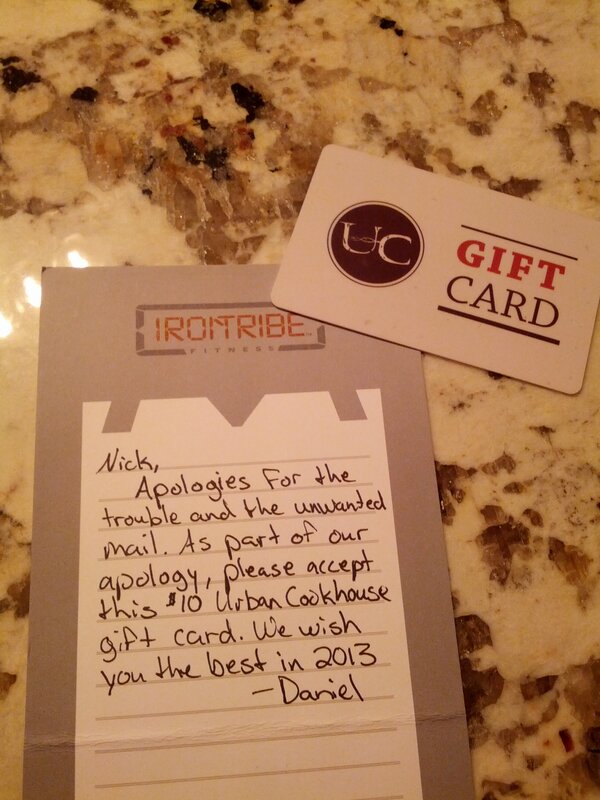 UC
GIFT
CARD
IRONTRIBE
FITNESS
Nick,
Apologies For the
trouble and the unwanted
mail. As part of our
apology, please accept
this $10 Urban Cookhouse
gift card. We wish
you the best in 2013
- Daniel